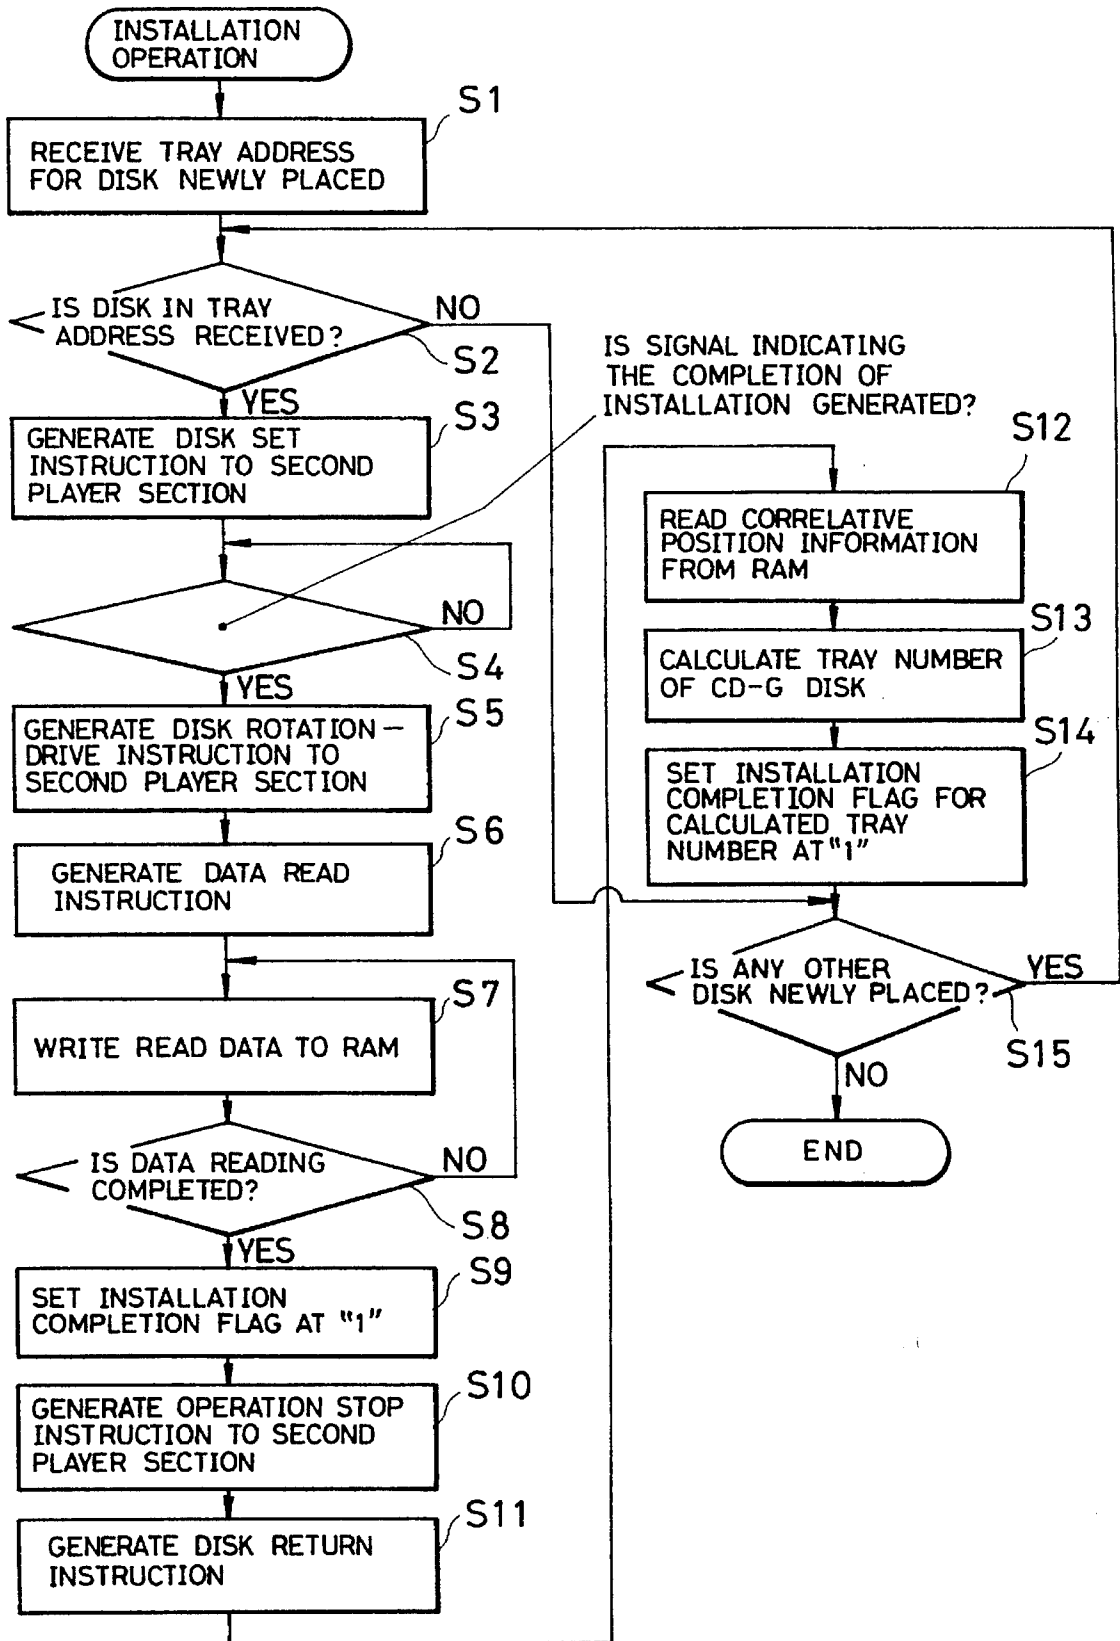 INSTALLATION
OPERATION
S1
RECEIVE TRAY ADDRESS
FOR DISK NEWLY PLACED
IS DISK IN TRAY
ADDRESS RECEIVED?
NO
S2
YES
S3
GENERATE DISK SET
INSTRUCTION TO SECOND
PLAYER SECTION
IS SIGNAL INDICATING
THE COMPLETION OF
INSTALLATION GENERATED?
NO
S4
YES
S5
GENERATE DISK ROTATION-
DRIVE INSTRUCTION TO
SECOND PLAYER SECTION
S6
GENERATE DATA READ
INSTRUCTION
S7
WRITE READ DATA TO RAM
IS DATA READING
COMPLETED?
NO
S8
YES
S9
SET INSTALLATION
COMPLETION FLAG AT "1"
S10
GENERATE OPERATION STOP
INSTRUCTION TO SECOND
PLAYER SECTION
S11
GENERATE DISK RETURN
INSTRUCTION
S12
READ CORRELATIVE
POSITION INFORMATION
FROM RAM
S13
CALCULATE TRAY NUMBER
OF CD-G DISK
S14
SET INSTALLATION
COMPLETION FLAG FOR
CALCULATED TRAY
NUMBER AT "1"
IS ANY OTHER
DISK NEWLY PLACED?
YES
S15
NO
END